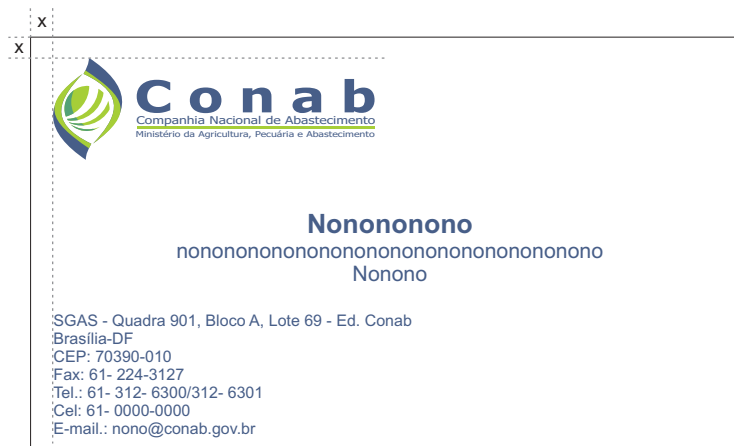 x
x
Conab
Companhia Nacional de Abastecimento
Ministério da Agricultura, Pecuária e Abastecimento
Nonononono
nononononononononononononononono
Nonono
SGAS - Quadra 901, Bloco A, Lote 69 - Ed. Conab
Brasília-DF
CEP: 70390-010
Fax: 61- 224-3127
Tel.: 61- 312- 6300/312- 6301
Cel: 61- 0000-0000
E-mail.: nono@conab.gov.br